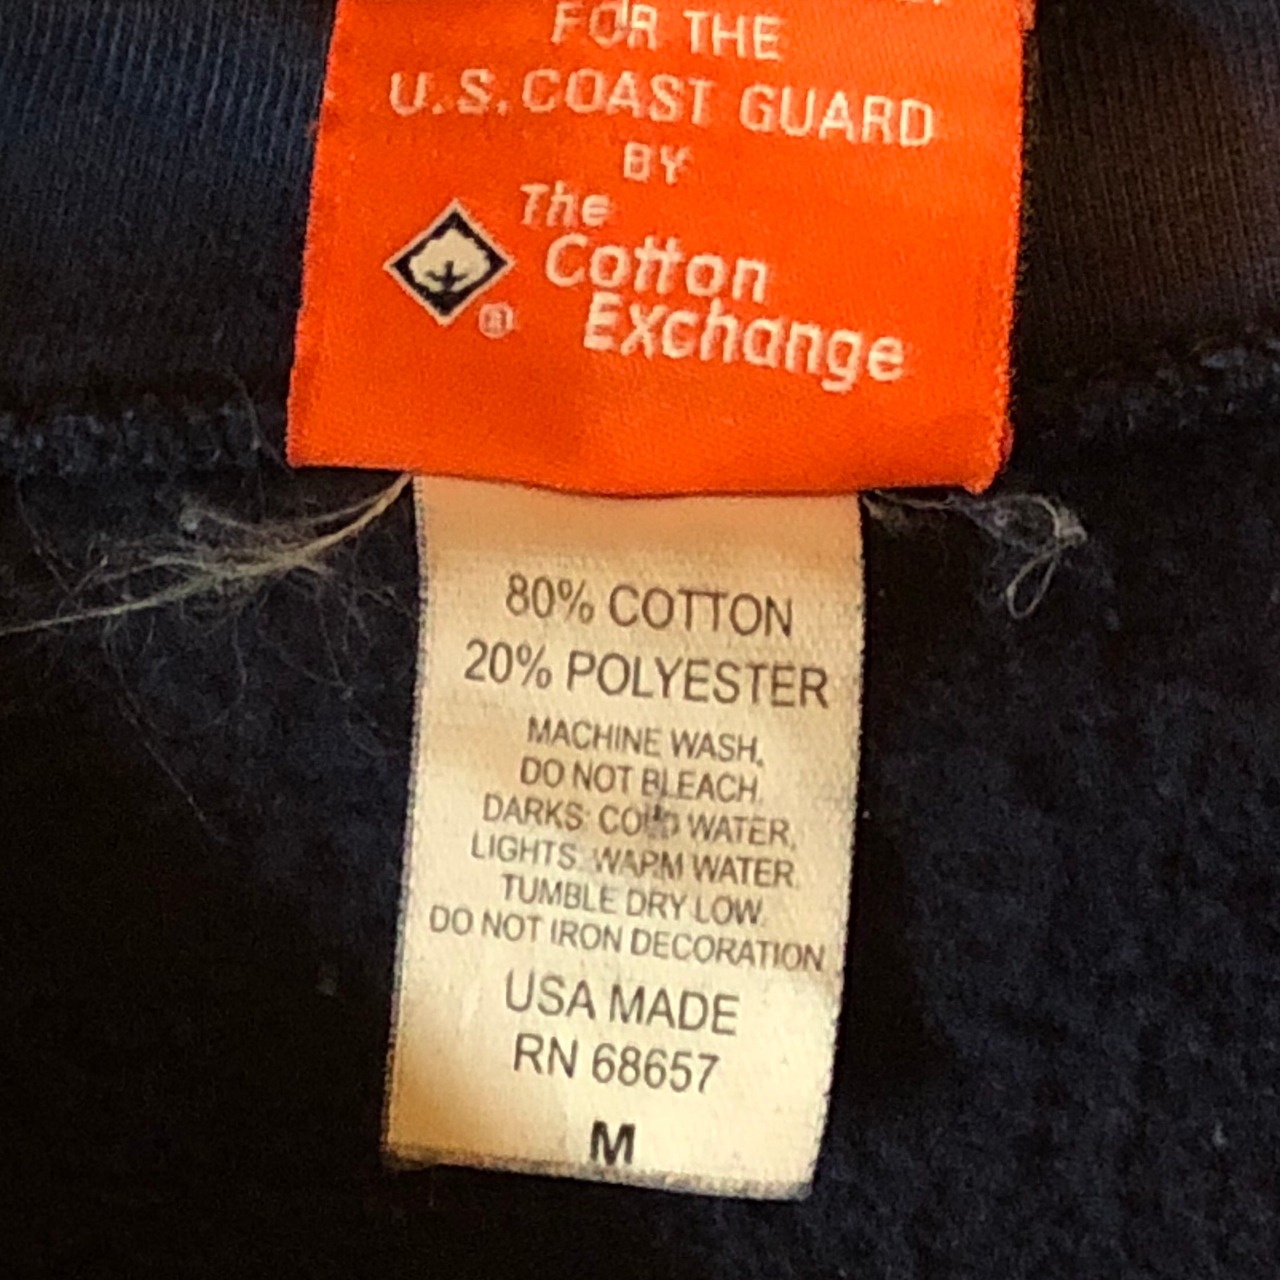 FOR THE
U.S. COAST GUARD
BY
The
Cotton
Exchange
®
80% COTTON
20% POLYESTER
MACHINE WASH,
DO NOT BLEACH.
DARKS: COLD WATER,
LIGHTS: WARM WATER.
TUMBLE DRY LOW.
DO NOT IRON DECORATION
USA MADE
RN 68657
M